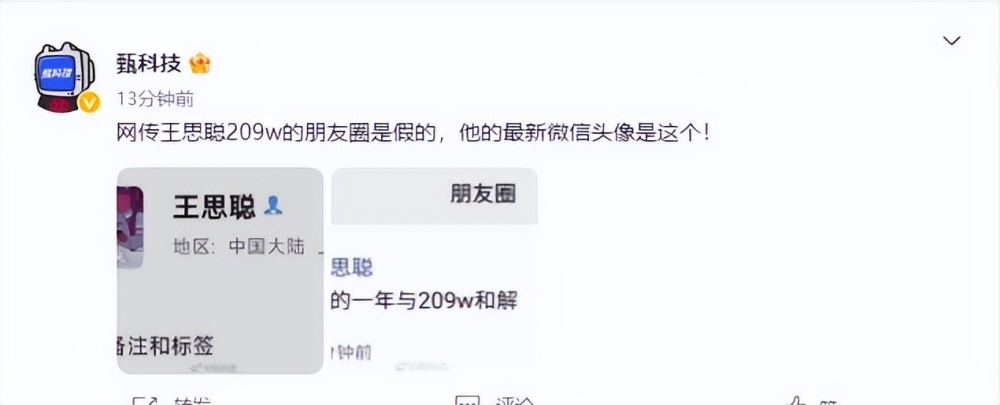 甄科技
13分钟前
网传王思聪209w的朋友圈是假的，他的最新微信头像是这个！
王思聪
地区：中国大陆
备注和标签
朋友圈
思聪
的一年与209w和解
钟前
转发
评论